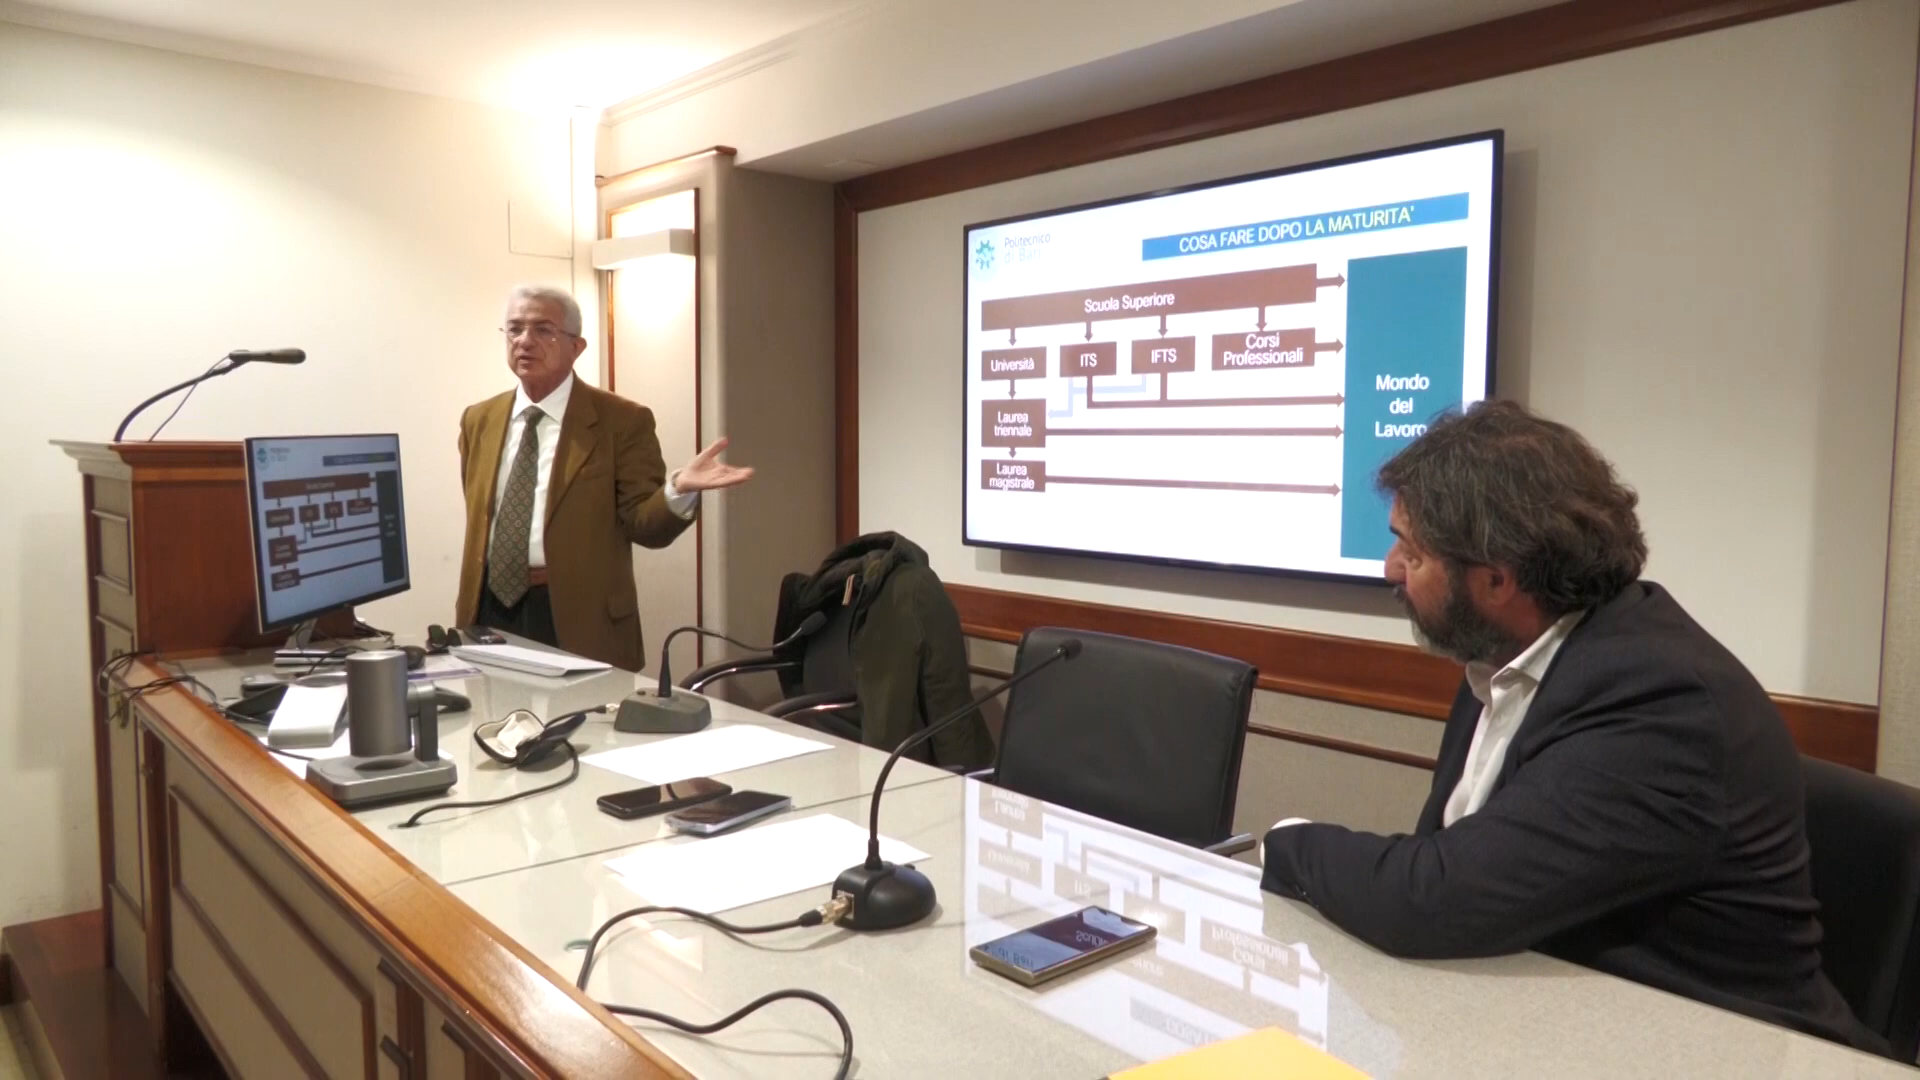 Politecnico
di Bari
COSA FARE DOPO LA MATURITA'
Scuola Superiore
Università
ITS
IFTS
Corsi
Professionali
Laurea
triennale
Laurea
magistrale
Mondo
del
Lavoro